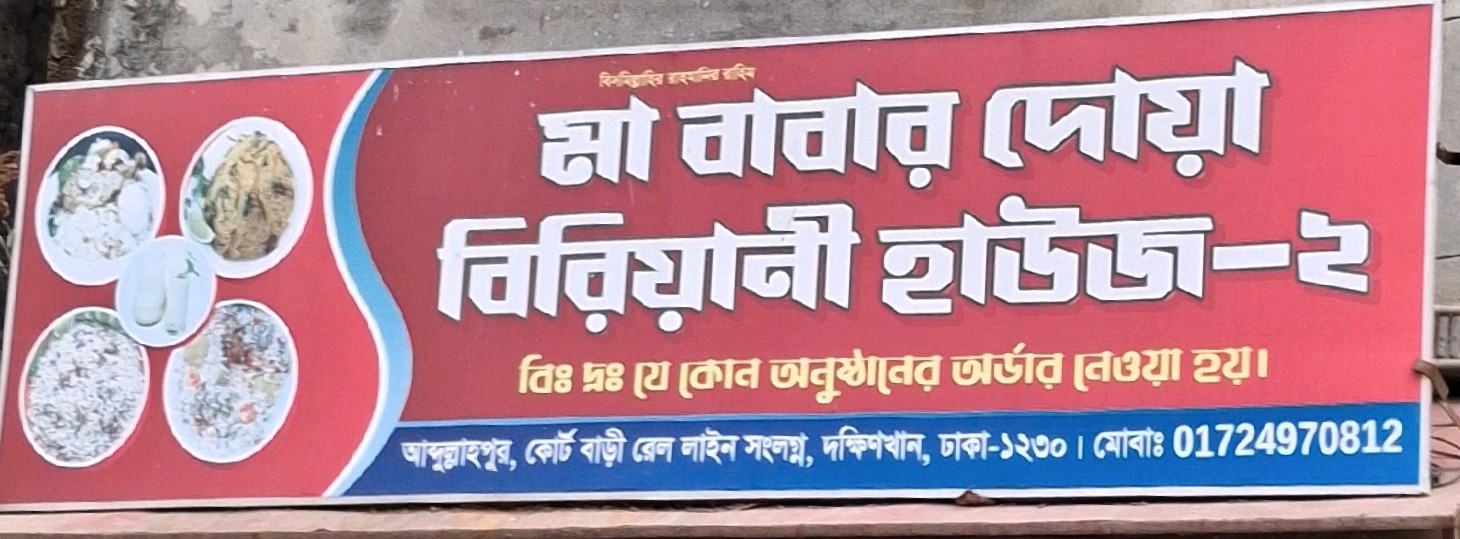 বিসমিল্লাহির রাহমানির রাহিম
মা বাবার দোয়া
বিরিয়ানী হাউজ-২
বিঃ দ্রঃ যে কোন অনুষ্ঠানের অর্ডার নেওয়া হয়।
আব্দুল্লাহপুর, কোর্ট বাড়ী রেল লাইন সংলগ্ন, দক্ষিণখান, ঢাকা-১২৩০। মোবাঃ 01724970812